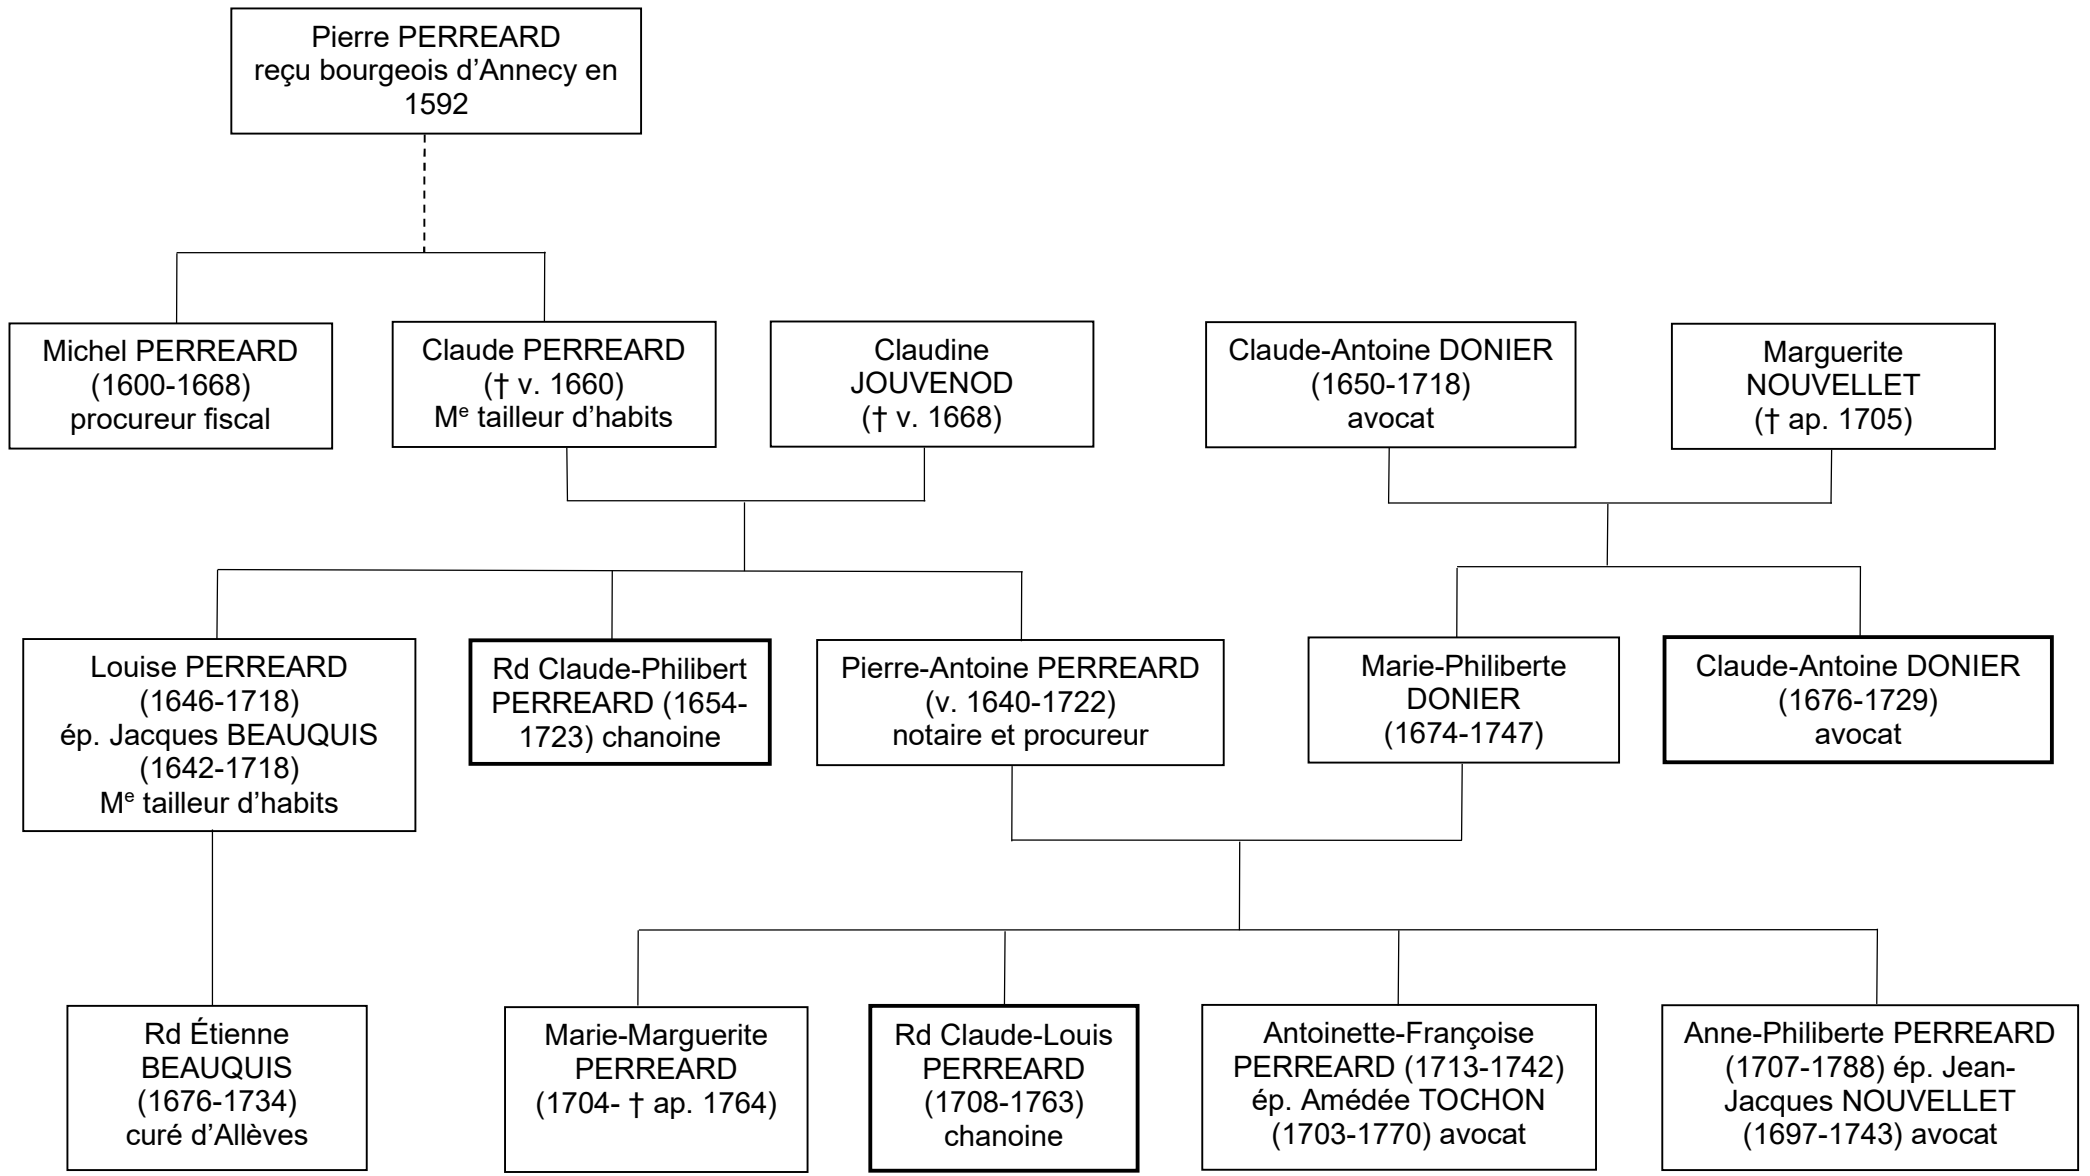 Pierre PERREARD
reçu bourgeois d’Annecy en
1592
Michel PERREARD
(1600-1668)
procureur fiscal
Claude PERREARD
(† v. 1660)
Me tailleur d’habits
Claudine
JOUVENOD
(† v. 1668)
Claude-Antoine DONIER
(1650-1718)
avocat
Marguerite
NOUVELLET
(† ap. 1705)
Louise PERREARD
(1646-1718)
ép. Jacques BEAUQUIS
(1642-1718)
Me tailleur d’habits
Rd Claude-Philibert
PERREARD (1654-
1723) chanoine
Pierre-Antoine PERREARD
(v. 1640-1722)
notaire et procureur
Marie-Philiberte
DONIER
(1674-1747)
Claude-Antoine DONIER
(1676-1729)
avocat
Rd Étienne
BEAUQUIS
(1676-1734)
curé d’Allèves
Marie-Marguerite
PERREARD
(1704- † ap. 1764)
Rd Claude-Louis
PERREARD
(1708-1763)
chanoine
Antoinette-Françoise
PERREARD (1713-1742)
ép. Amédée TOCHON
(1703-1770) avocat
Anne-Philiberte PERREARD
(1707-1788) ép. Jean-
Jacques NOUVELLET
(1697-1743) avocat